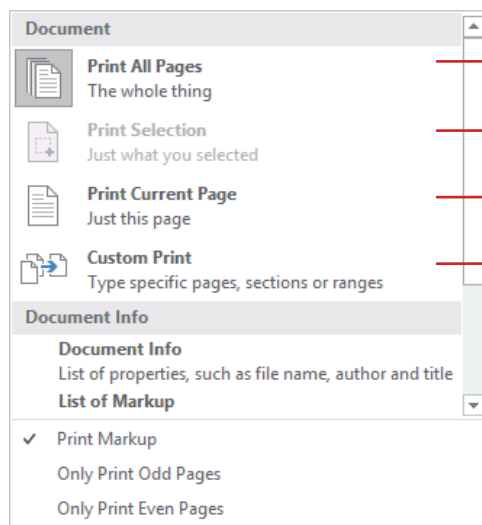 Document
Print All Pages
The whole thing
Print Selection
Just what you selected
Print Current Page
Just this page
Custom Print
Type specific pages, sections or ranges
Document Info
Document Info
List of properties, such as file name, author and title
List of Markup
Print Markup
Only Print Odd Pages
Only Print Even Pages